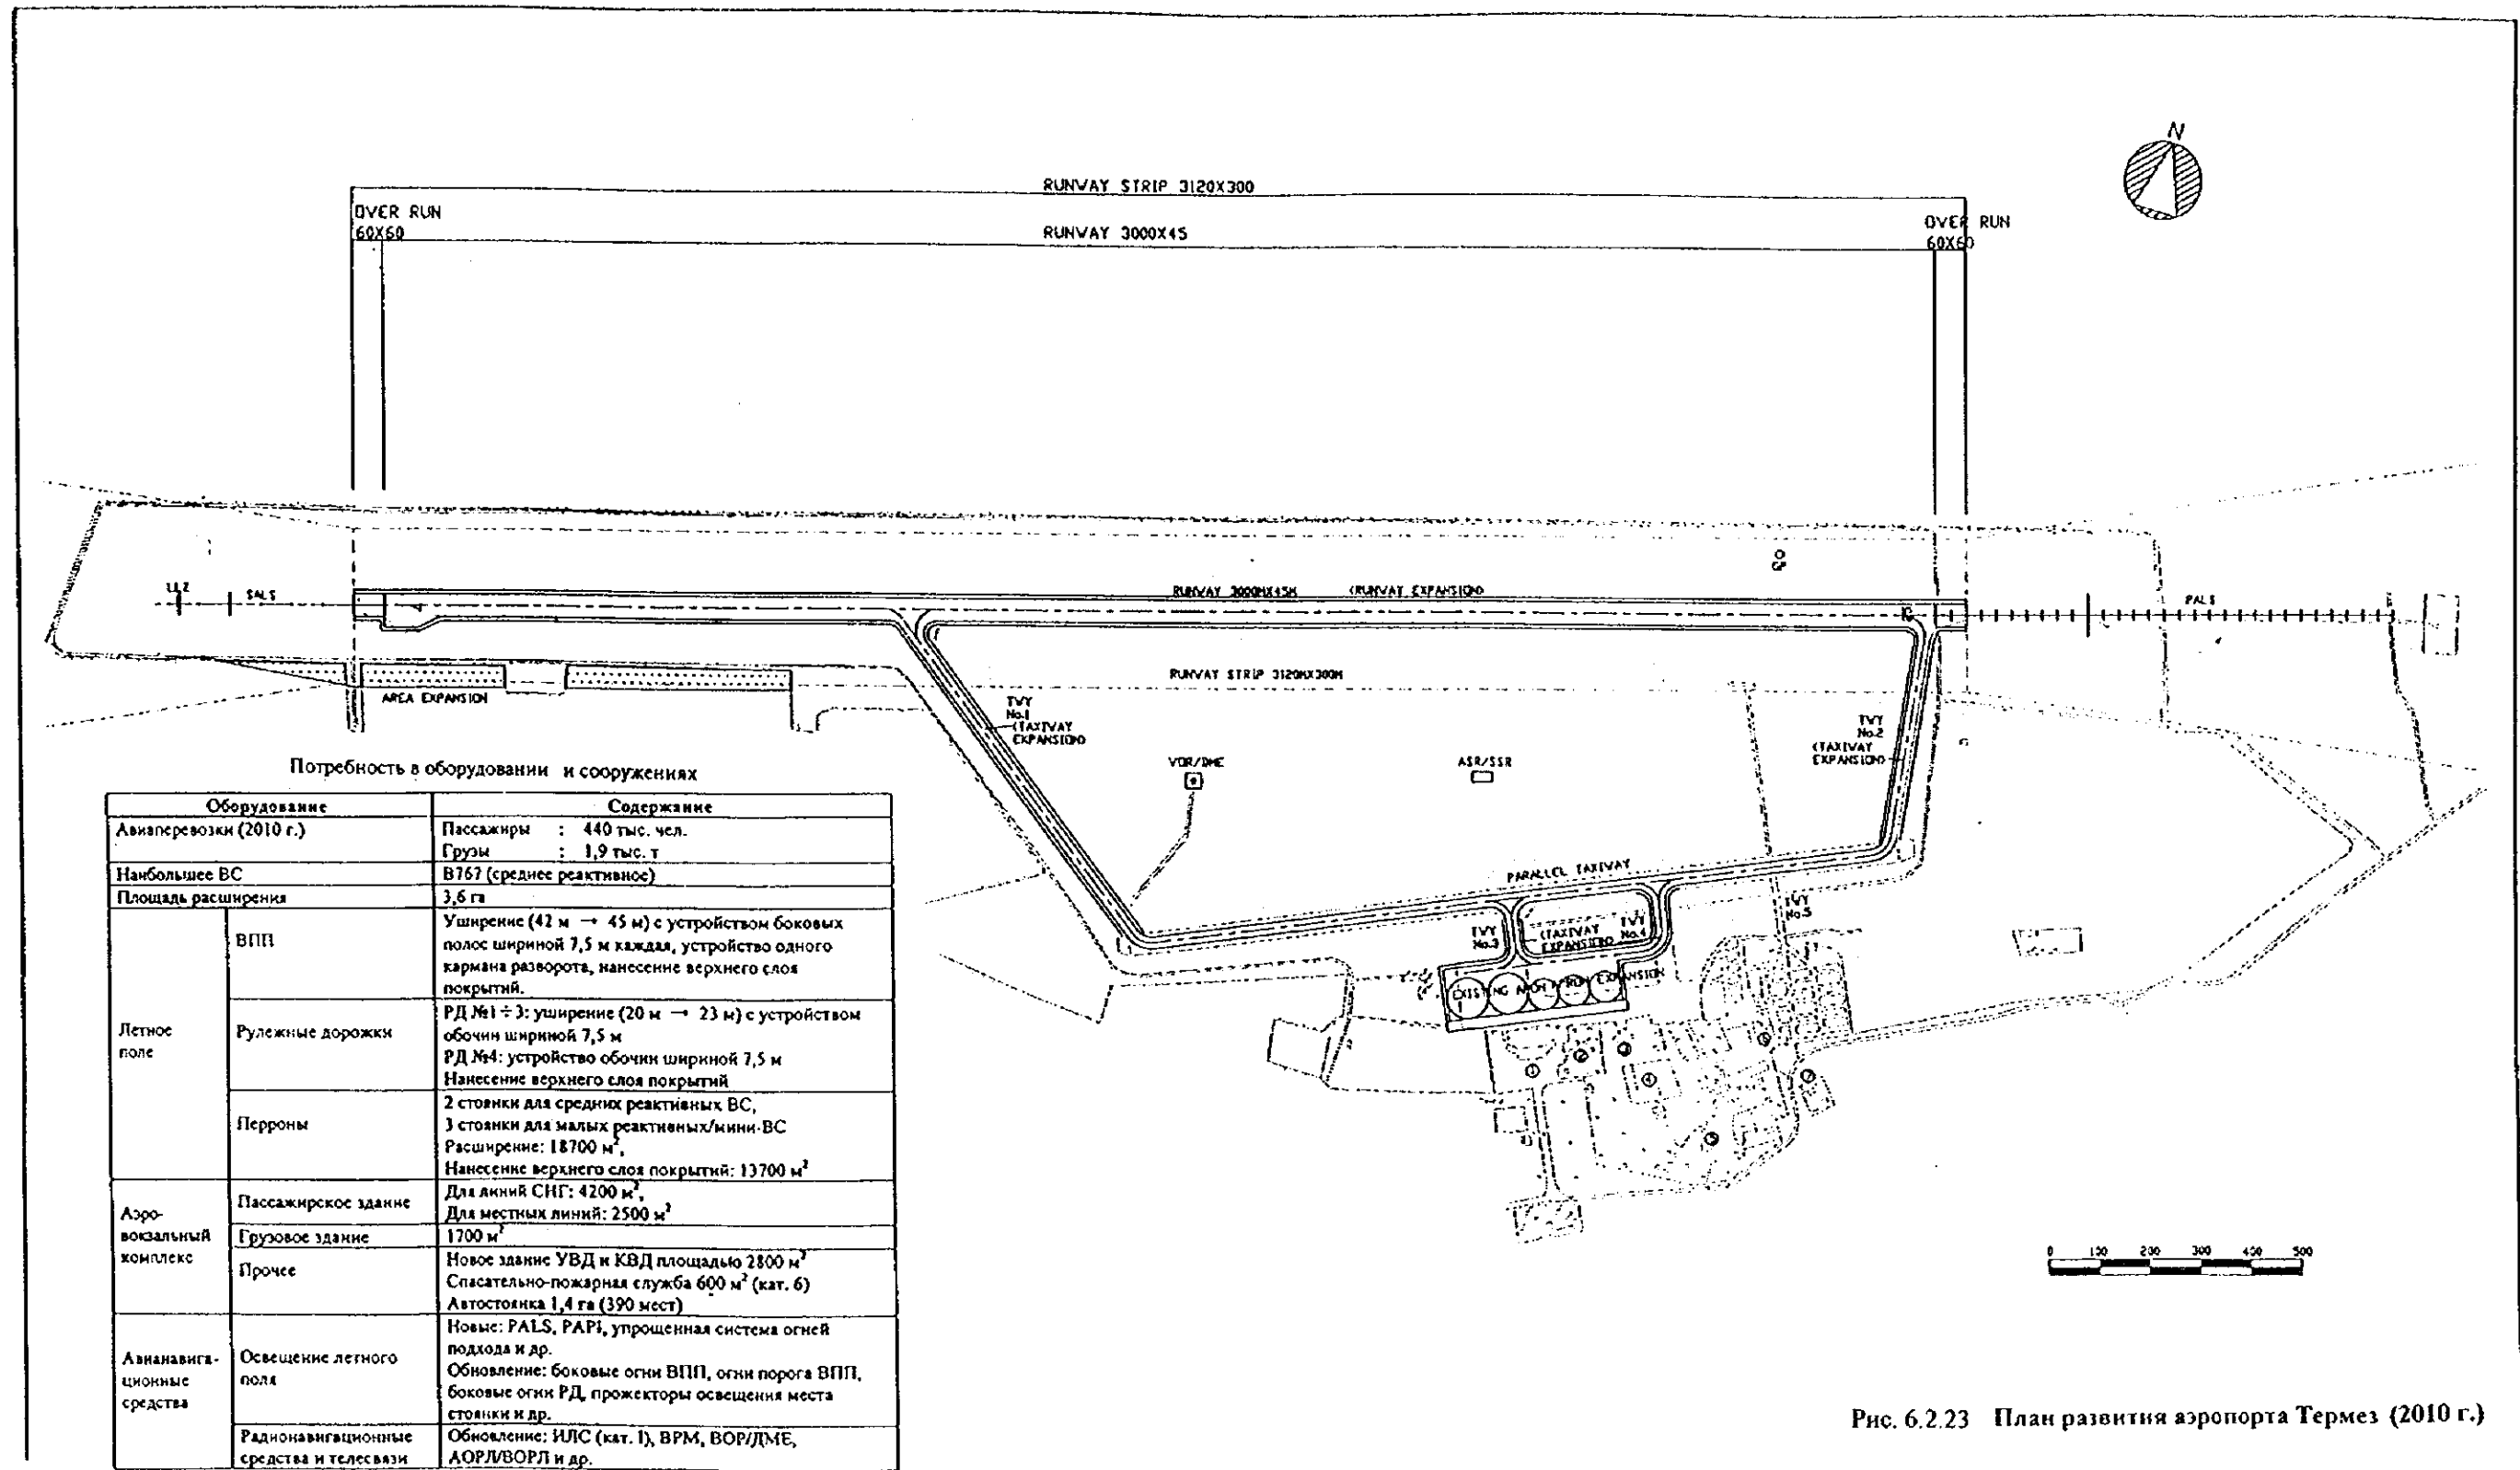 N
RUNWAY STRIP 3120X300
OVER RUN
60X60
RUNWAY 3000X45
OVER RUN
60X60
LLZ
SALS
RUNWAY 3000MX45M (RUNWAY EXPANSION)
PALS
AREA EXPANSION
RUNWAY STRIP 3120MX300M
TWY
No.1
(TAXIWAY
EXPANSION)
TWY
No.2
(TAXIWAY
EXPANSION)
VOR/DME
ASR/SSR
PARALLEL TAXIWAY
TWY
No.3
(TAXIWAY
EXPANSION)
TWY
No.4
TWY
No.5
EXPANSION
0 100 200 300 400 500
Потребность в оборудовании и сооружениях
Оборудование Содержание
Авиаперевозки (2010 г.) Пассажиры : 440 тыс. чел.
Грузы : 1,9 тыс. т
Наибольшее ВС B767 (среднее реактивное)
Площадь расширения 3,6 га
Летное
поле
ВПП
Уширение (42 м → 45 м) с устройством боковых
полос шириной 7,5 м каждая, устройство одного
кармана разворота, нанесение верхнего слоя
покрытий.
Рулежные дорожки
РД №1÷3: уширение (20 м → 23 м) с устройством
обочин шириной 7,5 м
РД №4: устройство обочин шириной 7,5 м
Нанесение верхнего слоя покрытий
Перроны
2 стоянки для средних реактивных ВС,
3 стоянки для малых реактивных/мини-ВС
Расширение: 18700 м²,
Нанесение верхнего слоя покрытий: 13700 м²
Аэро-
вокзальный
комплекс
Пассажирское здание
Для линий СНГ: 4200 м²,
Для местных линий: 2500 м²
Грузовое здание 1700 м²
Прочее
Новое здание УВД и КВД площадью 2800 м²
Спасательно-пожарная служба 600 м² (кат. 6)
Автостоянка 1,4 га (390 мест)
Авианавига-
ционные
средства
Освещение летного
поля
Новые: PALS, PAPI, упрощенная система огней
подхода и др.
Обновление: боковые огни ВПП, огни порога ВПП,
боковые огни РД, прожекторы освещения места
стоянки и др.
Радионавигационные
средства и телесвязи
Обновление: ИЛС (кат. I), ВРМ, ВОР/ДМЕ,
АОРЛ/ВОРЛ и др.
Рис. 6.2.23 План развития аэропорта Термез (2010 г.)